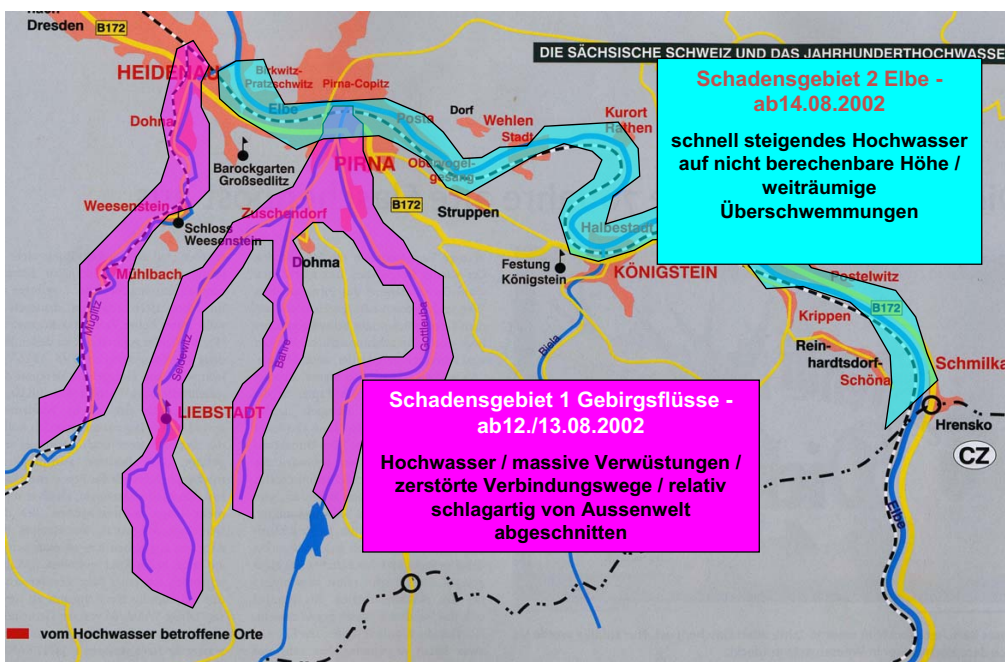 nach
Dresden
B172
DIE SÄCHSISCHE SCHWEIZ UND DAS JAHRHUNDERTHOCHWASSE
HEIDENAU
Birkwitz-
Pratzschwitz
Pirna-Copitz
Elbe
Dohna
Posta
Dorf
Wehlen
Stadt
Kurort
Rathen
Schadensgebiet 2 Elbe -
ab14.08.2002
schnell steigendes Hochwasser
auf nicht berechenbare Höhe /
weiträumige
Überschwemmungen
Barockgarten
Großsedlitz
PIRNA
Obervogel-
gesang
B172
Struppen
Weesenstein
Schloss
Weesenstein
Zuschendorf
Dohma
Halbestadt
Festung
Königstein
KÖNIGSTEIN
Mühlbach
Müglitz
Seidewitz
Bahre
Gottleuba
Biela
Postelwitz
B172
Krippen
Rein-
hardtsdorf-
Schöna
Schmilka
Hrensko
CZ
Elbe
LIEBSTADT
Schadensgebiet 1 Gebirgsflüsse -
ab12./13.08.2002
Hochwasser / massive Verwüstungen /
zerstörte Verbindungswege / relativ
schlagartig von Aussenwelt
abgeschnitten
vom Hochwasser betroffene Orte